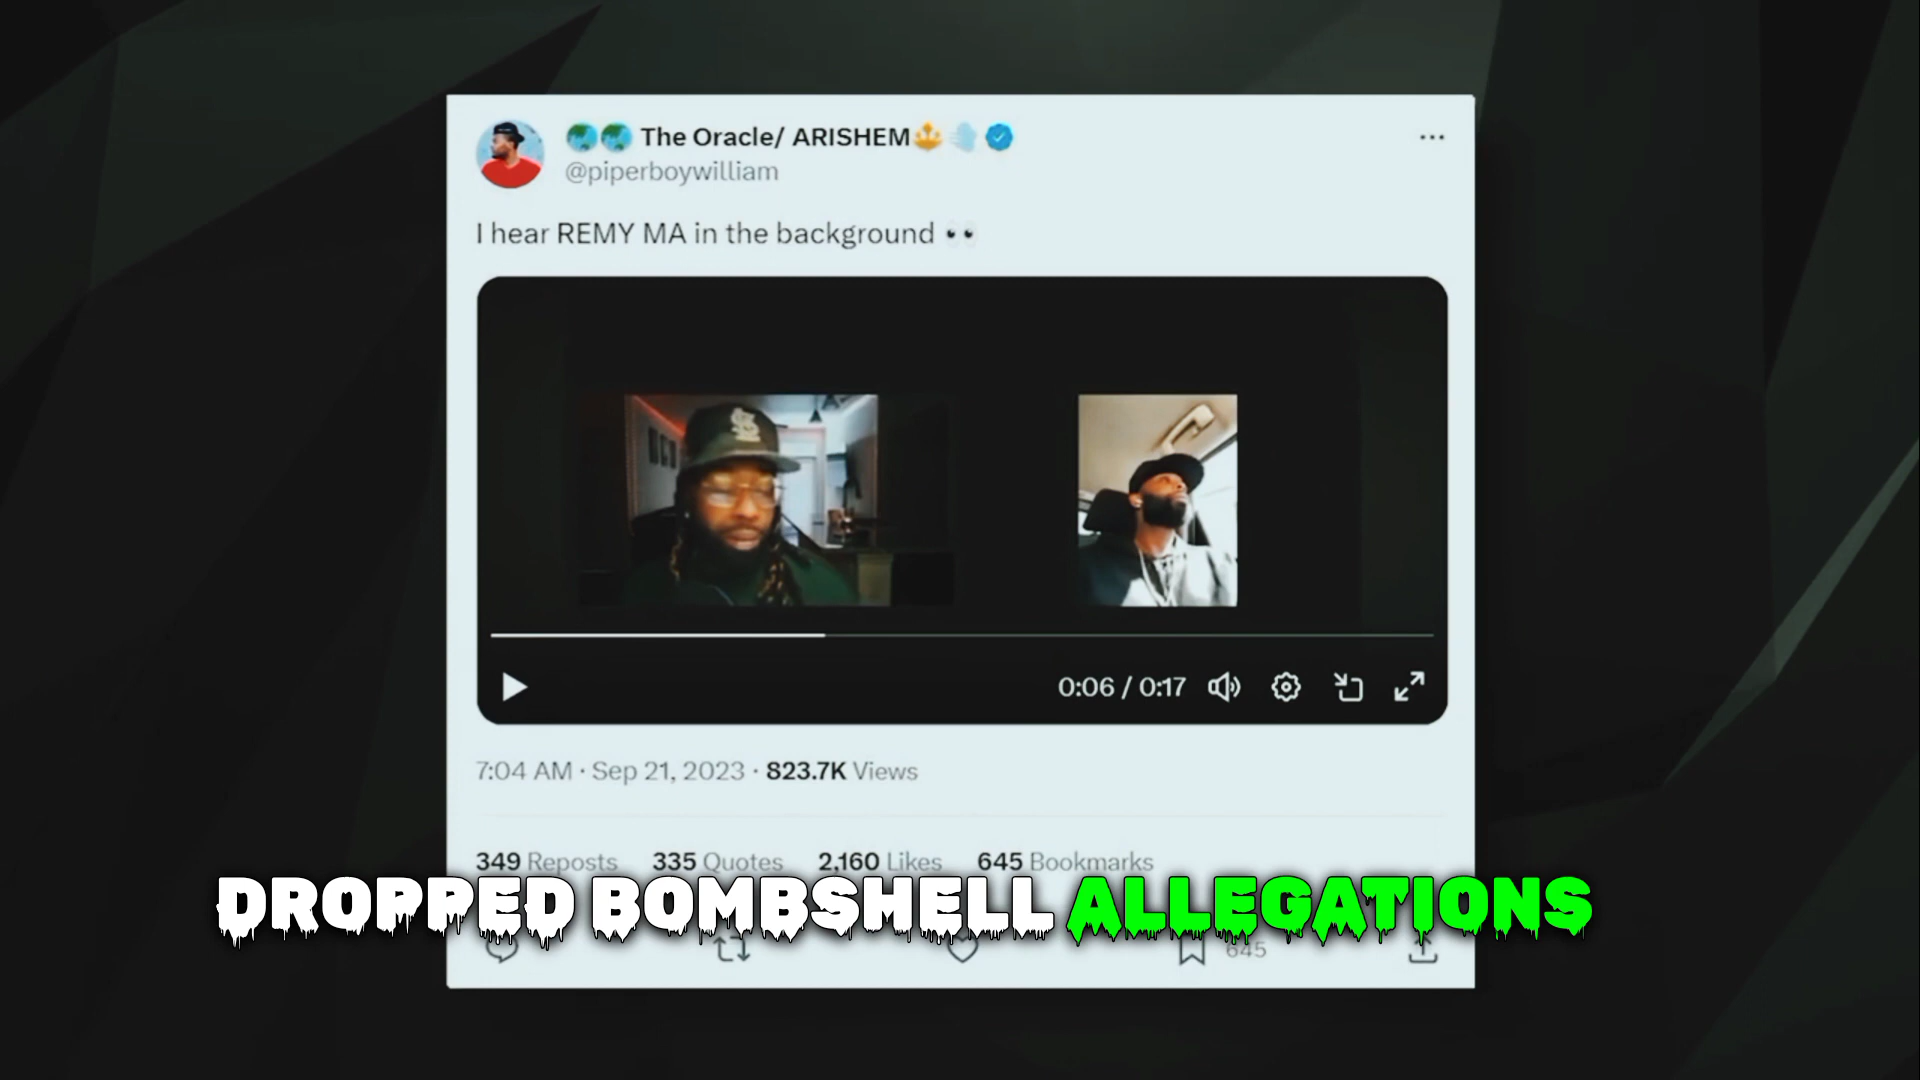 The Oracle/ ARISHEM
@piperboywilliam
I hear REMY MA in the background 👀
0:06 / 0:17
7:04 AM · Sep 21, 2023 · 823.7K Views
349 Reposts 335 Quotes 2,160 Likes 645 Bookmarks
DROPPED BOMBSHELL ALLEGATIONS
645